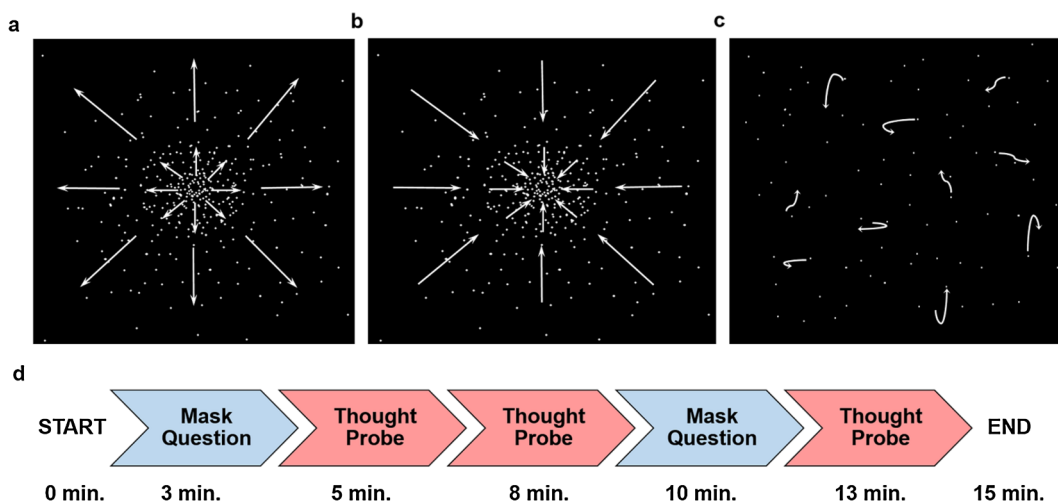 a
b
c
d
START
Mask
Question
Thought
Probe
Thought
Probe
Mask
Question
Thought
Probe
END
0 min.
3 min.
5 min.
8 min.
10 min.
13 min.
15 min.